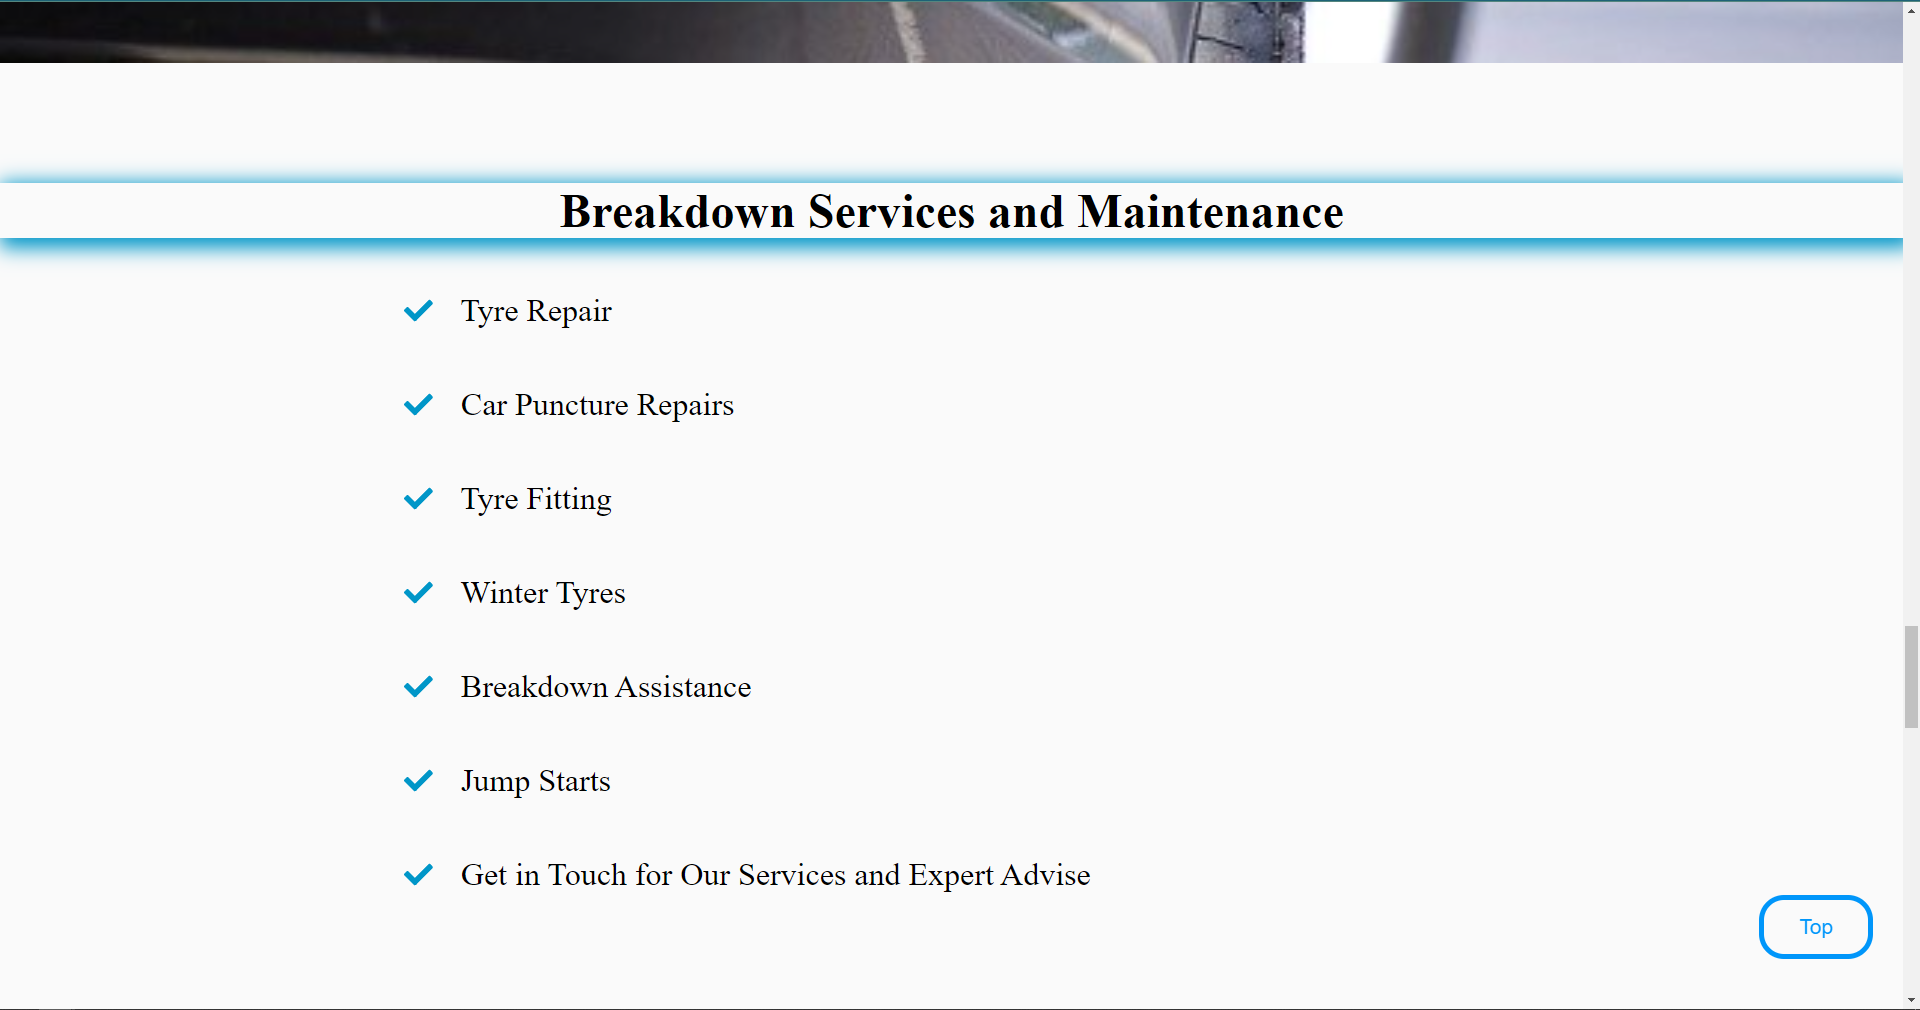 Breakdown Services and Maintenance
Tyre Repair
Car Puncture Repairs
Tyre Fitting
Winter Tyres
Breakdown Assistance
Jump Starts
Get in Touch for Our Services and Expert Advise
Top